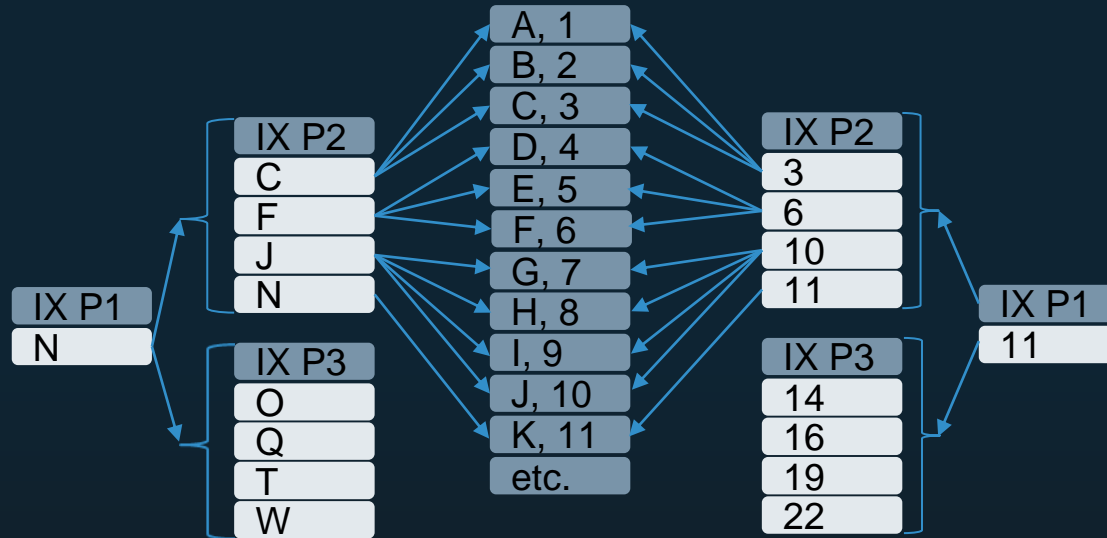 IX P1
N
IX P2
C
F
J
N
IX P3
O
Q
T
W
A, 1
B, 2
C, 3
D, 4
E, 5
F, 6
G, 7
H, 8
I, 9
J, 10
K, 11
etc.
IX P2
3
6
10
11
IX P3
14
16
19
22
IX P1
11